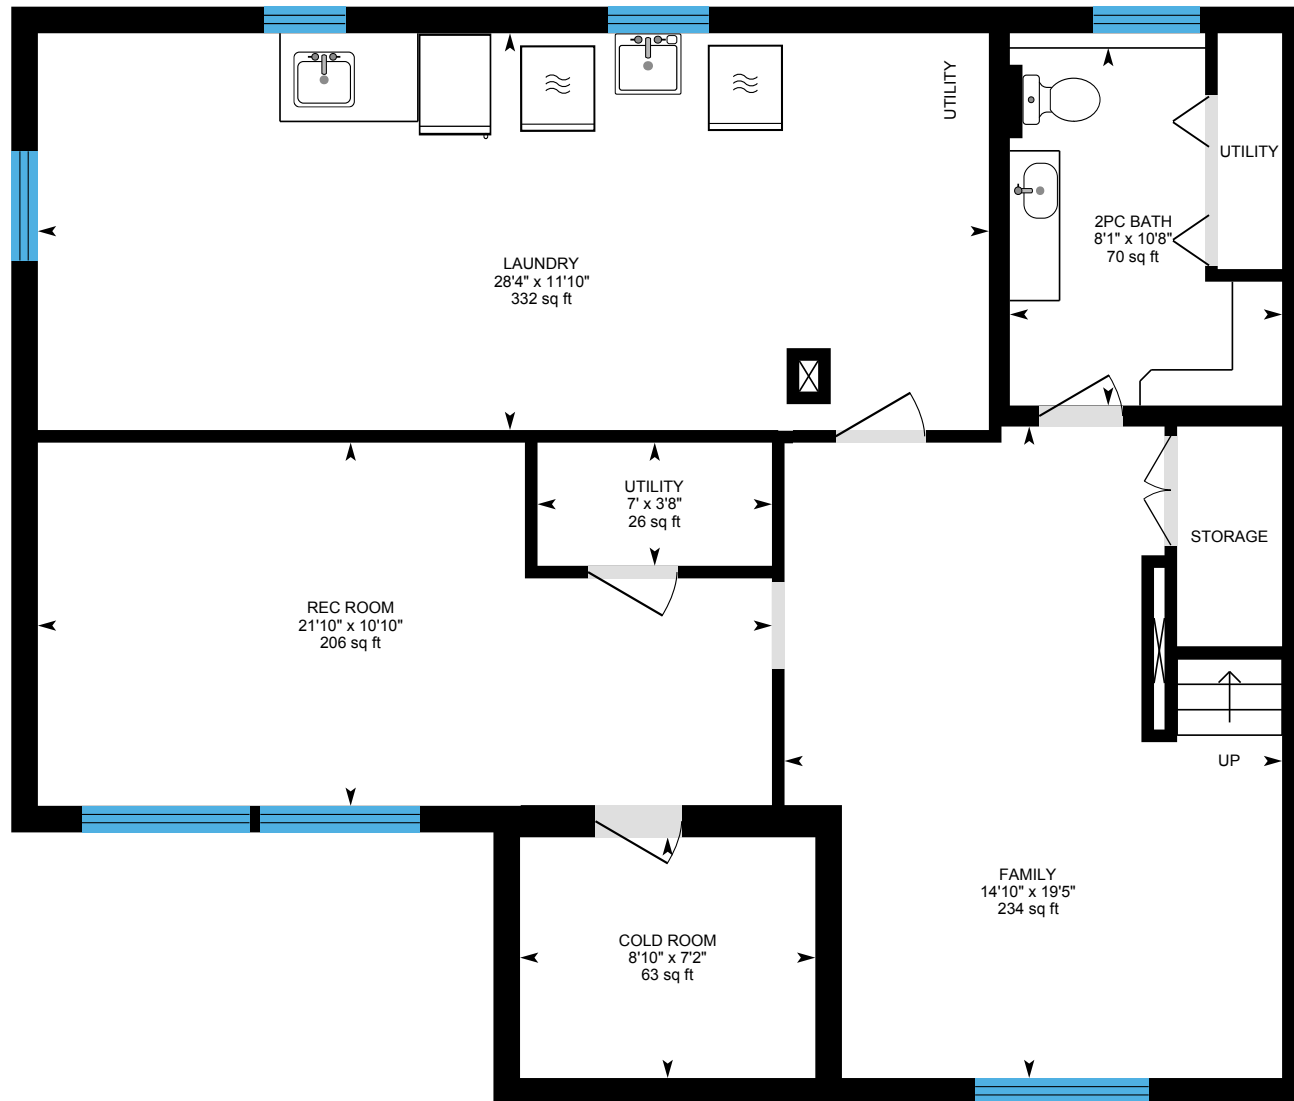 UTILITY
UTILITY
2PC BATH
8'1" x 10'8"
70 sq ft
LAUNDRY
28'4" x 11'10"
332 sq ft
UTILITY
7' x 3'8"
26 sq ft
STORAGE
REC ROOM
21'10" x 10'10"
206 sq ft
UP
FAMILY
14'10" x 19'5"
234 sq ft
COLD ROOM
8'10" x 7'2"
63 sq ft